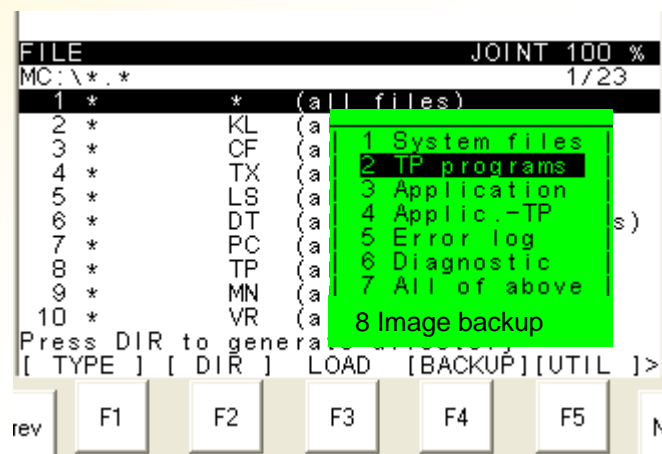 FILE JOINT 100 %
MC:\*.* 1/23
1 * * (all files)
2 * KL (a
3 * CF (a
4 * TX (a
5 * LS (a
6 * DT (a s)
7 * PC (a
8 * TP (a
9 * MN (a
10 * VR (a
1 System files
2 TP programs
3 Application
4 Applic.-TP
5 Error log
6 Diagnostic
7 All of above
8 Image backup
Press DIR to gener
[ TYPE ] [ DIR ] LOAD [BACKUP][UTIL ]>
rev F1 F2 F3 F4 F5 N